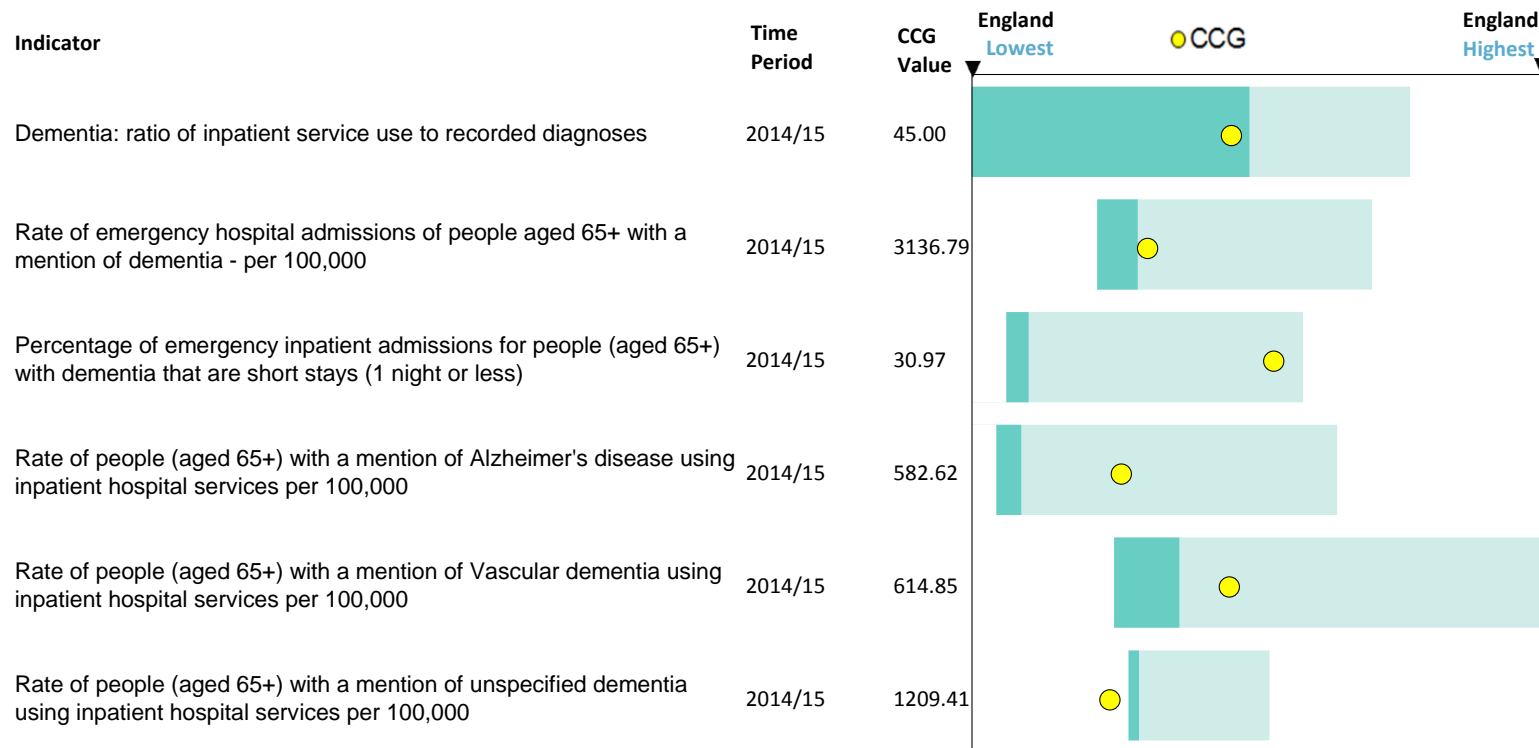 Indicator
Time
Period
CCG
Value
England
Lowest
CCG
England
Highest
Dementia: ratio of inpatient service use to recorded diagnoses
2014/15
45.00
Rate of emergency hospital admissions of people aged 65+ with a
mention of dementia - per 100,000
2014/15
3136.79
Percentage of emergency inpatient admissions for people (aged 65+)
with dementia that are short stays (1 night or less)
2014/15
30.97
Rate of people (aged 65+) with a mention of Alzheimer's disease using
inpatient hospital services per 100,000
2014/15
582.62
Rate of people (aged 65+) with a mention of Vascular dementia using
inpatient hospital services per 100,000
2014/15
614.85
Rate of people (aged 65+) with a mention of unspecified dementia
using inpatient hospital services per 100,000
2014/15
1209.41